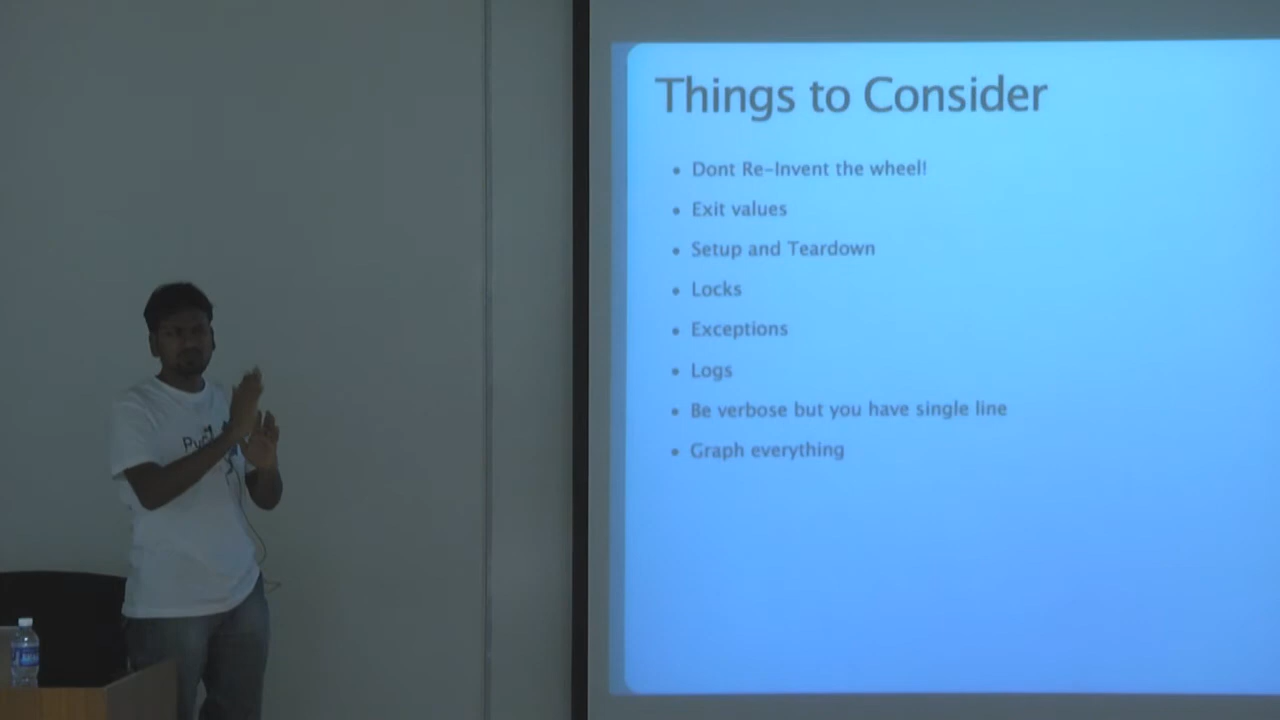 Things to Consider
Dont Re-Invent the wheel!
Exit values
Setup and Teardown
Locks
Exceptions
Logs
Be verbose but you have single line
Graph everything